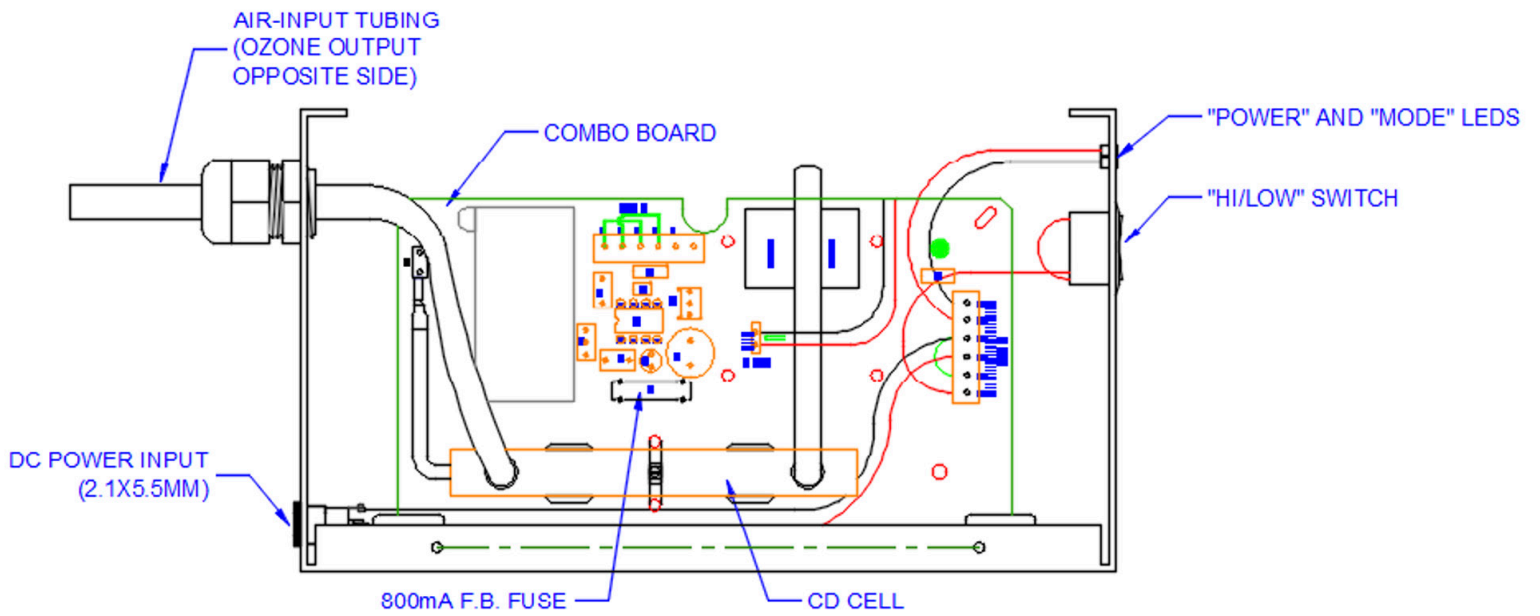 AIR-INPUT TUBING
(OZONE OUTPUT
OPPOSITE SIDE)
COMBO BOARD
"POWER" AND "MODE" LEDS
"HI/LOW" SWITCH
DC POWER INPUT
(2.1X5.5MM)
800mA F.B. FUSE
CD CELL